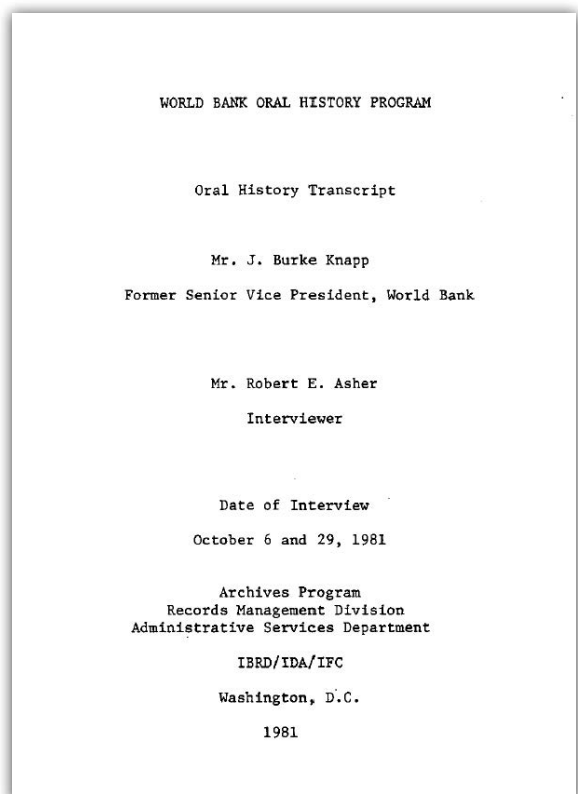 WORLD BANK ORAL HISTORY PROGRAM
Oral History Transcript
Mr. J. Burke Knapp
Former Senior Vice President, World Bank
Mr. Robert E. Asher
Interviewer
Date of Interview
October 6 and 29, 1981
Archives Program
Records Management Division
Administrative Services Department
IBRD/IDA/IFC
Washington, D.C.
1981